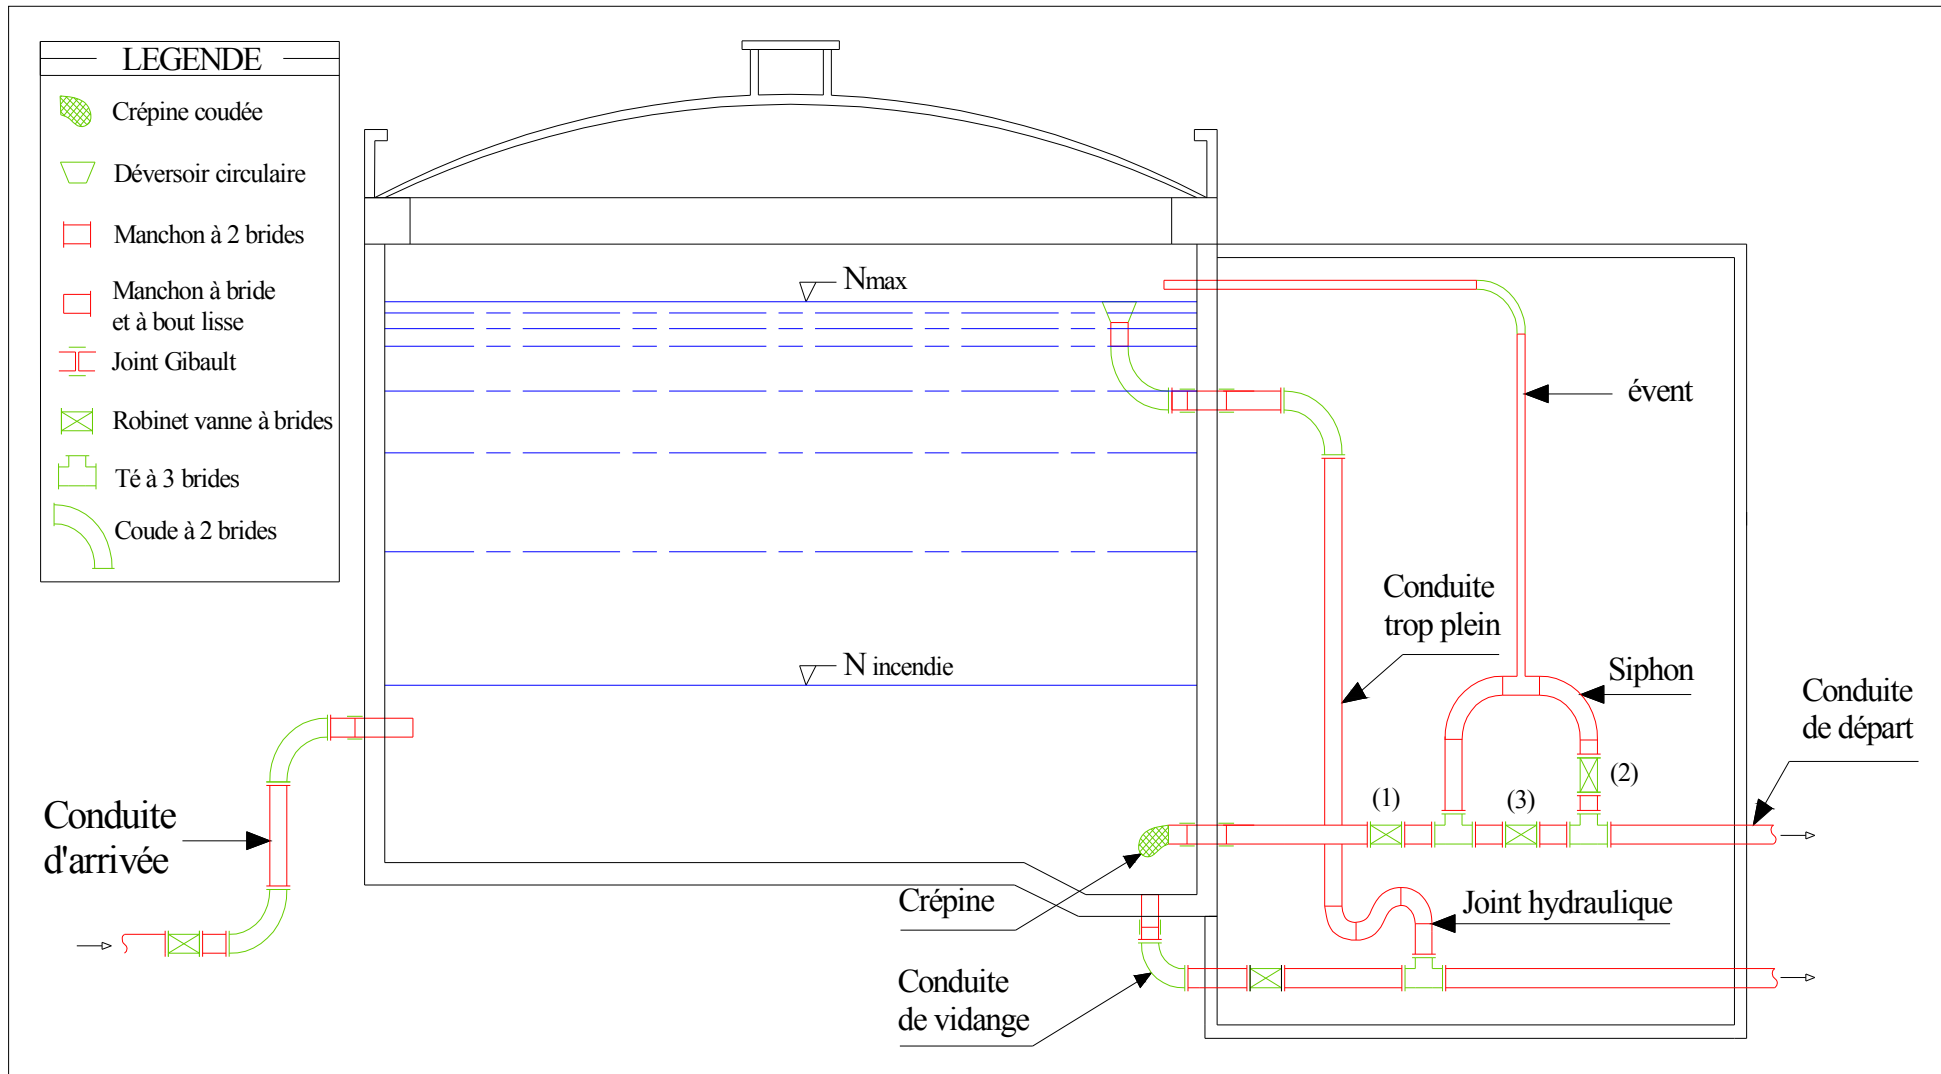 LEGENDE
Crépine coudée
Déversoir circulaire
Manchon à 2 brides
Manchon à bride
et à bout lisse
Joint Gibault
Robinet vanne à brides
Té à 3 brides
Coude à 2 brides
Nmax
évent
Conduite
trop plein
N incendie
Siphon
Conduite
de départ
(2)
(1)
(3)
Conduite
d'arrivée
Crépine
Joint hydraulique
Conduite
de vidange